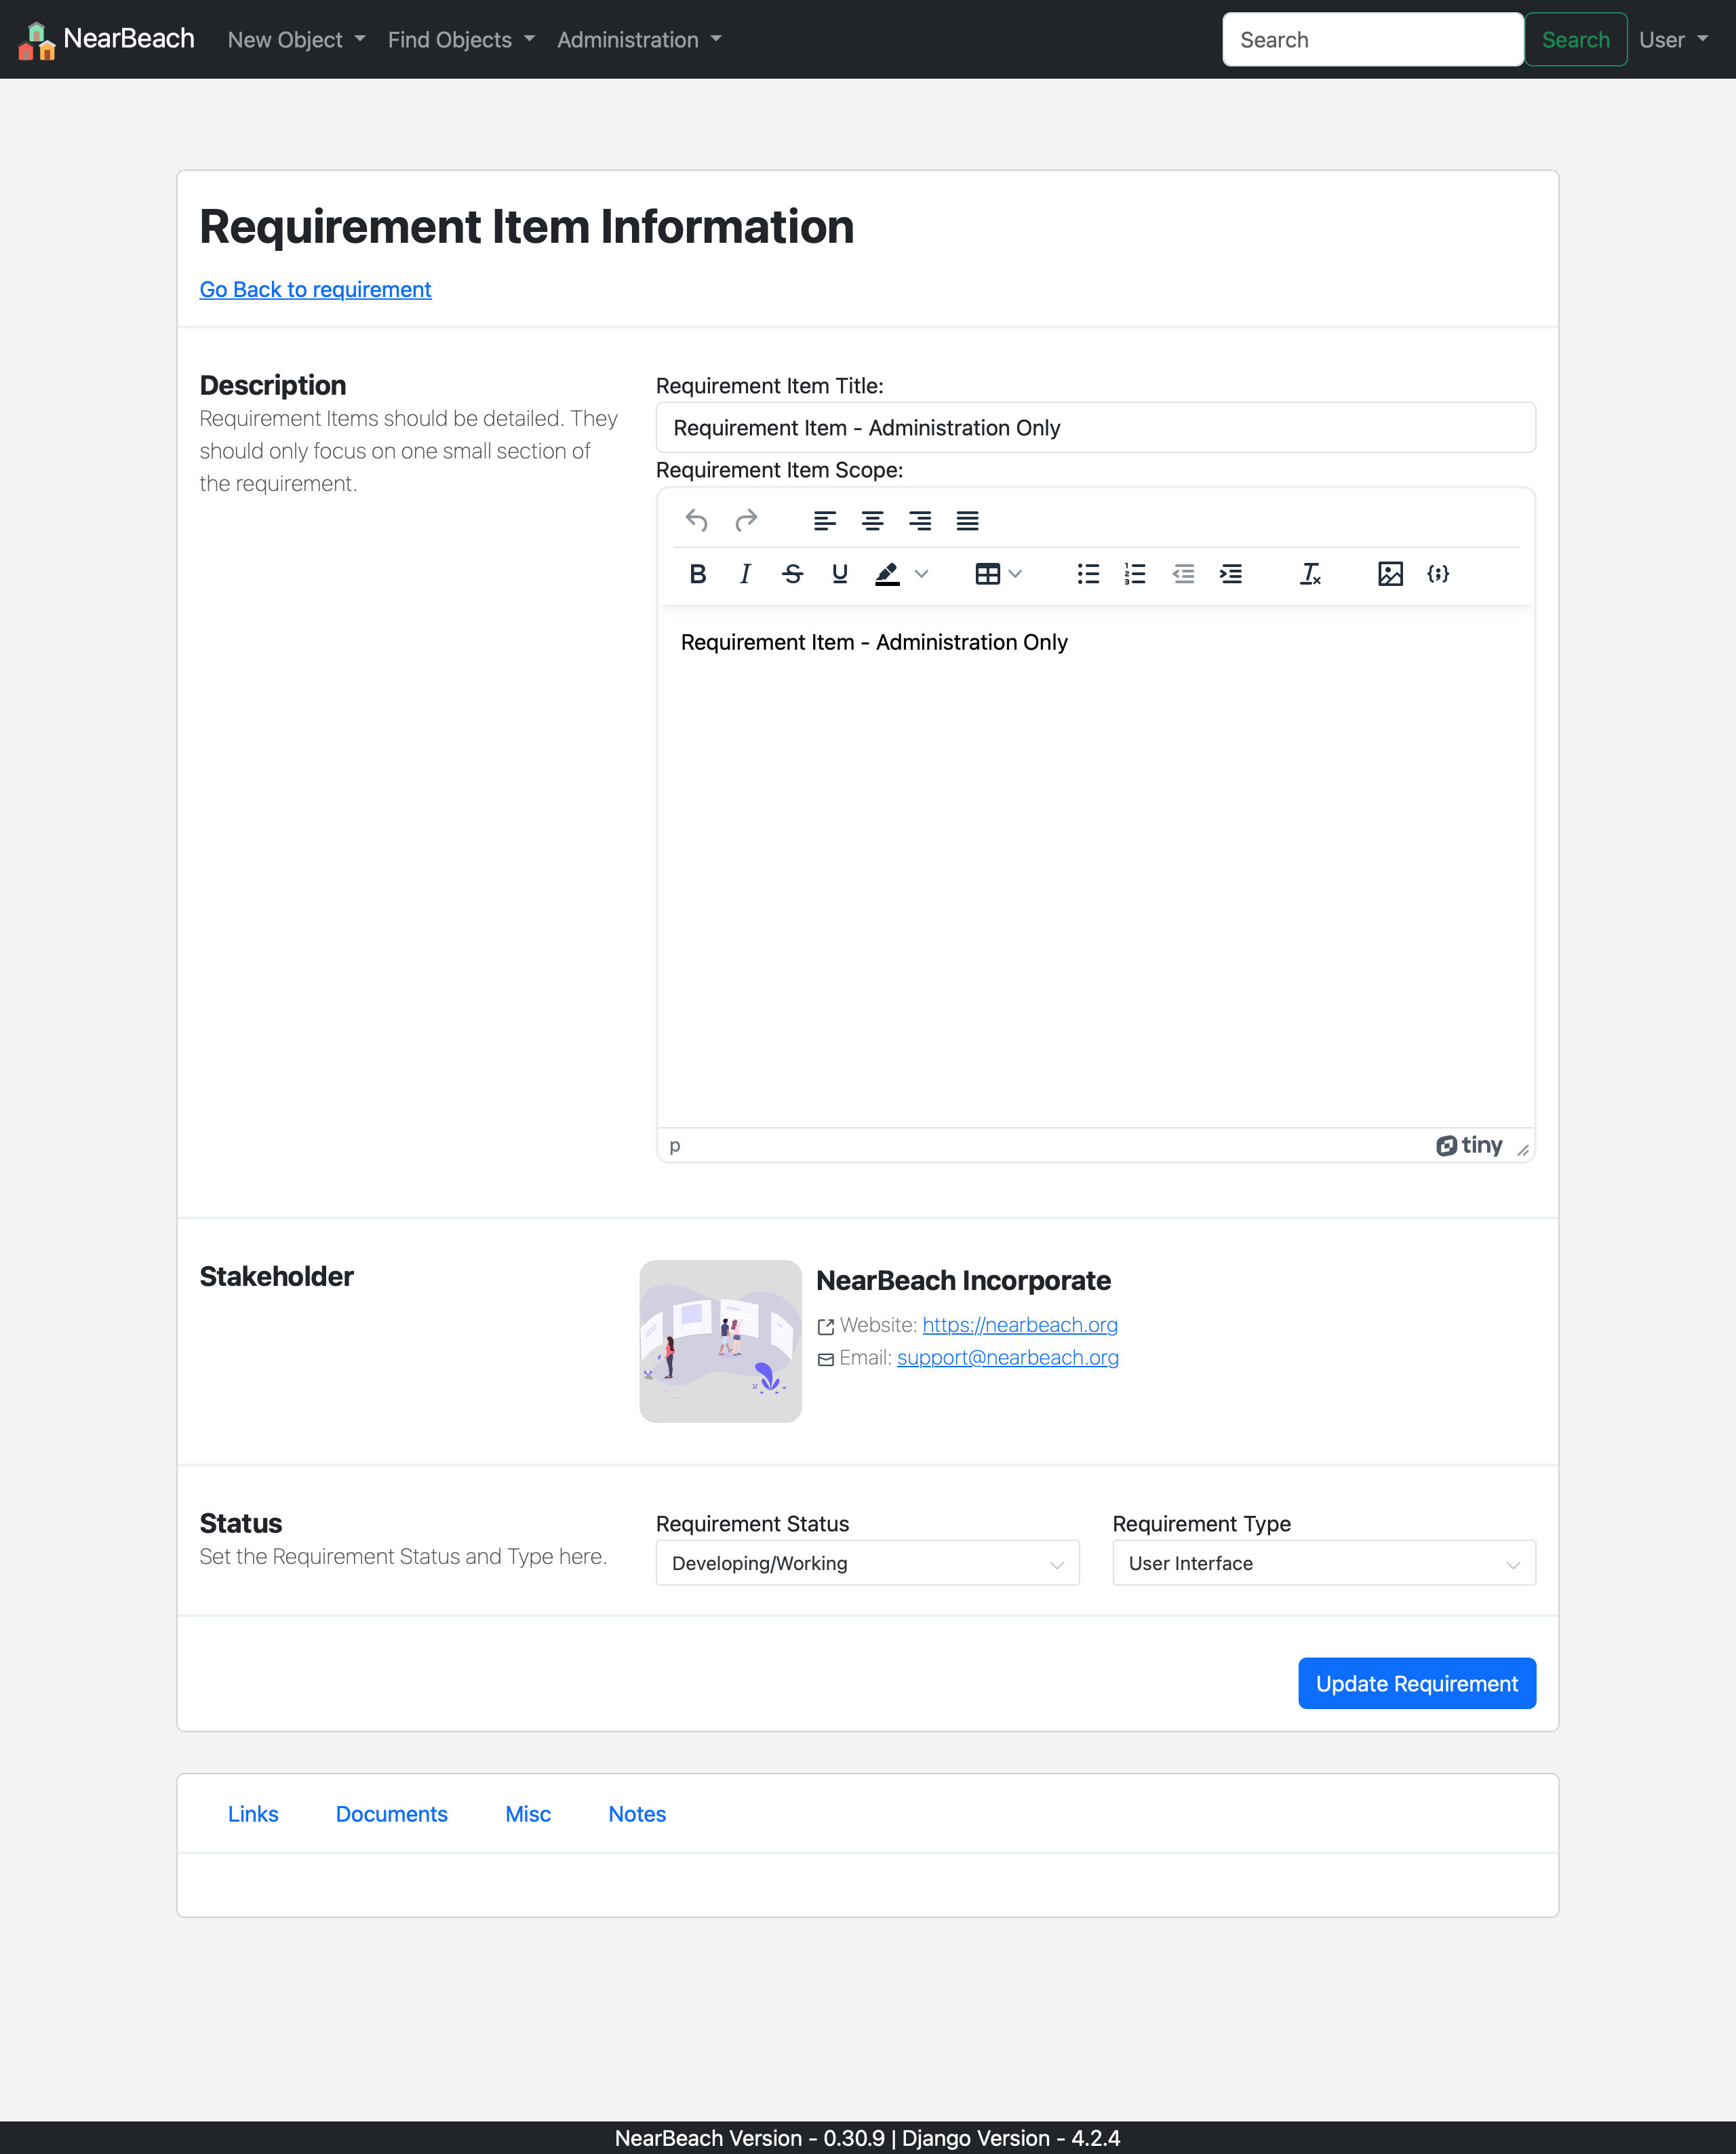 NearBeach New Object Find Objects Administration Search Search User
Requirement Item Information
Go Back to requirement
Description
Requirement Items should be detailed. They
should only focus on one small section of
the requirement.
Requirement Item Title:
Requirement Item - Administration Only
Requirement Item Scope:
Requirement Item - Administration Only
p tiny
Stakeholder
NearBeach Incorporate
Website: https://nearbeach.org
Email: support@nearbeach.org
Status
Set the Requirement Status and Type here.
Requirement Status
Developing/Working
Requirement Type
User Interface
Update Requirement
Links Documents Misc Notes
NearBeach Version - 0.30.9 | Django Version - 4.2.4